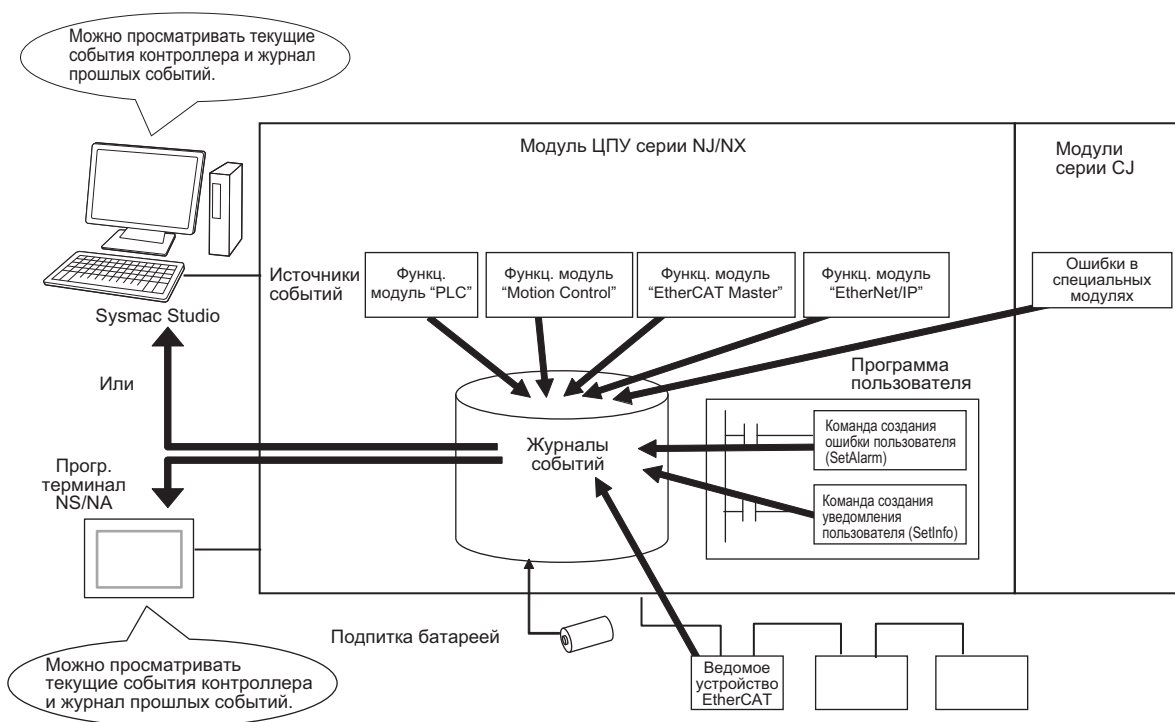 Можно просматривать текущие
события контроллера и журнал
прошлых событий.
Модуль ЦПУ серии NJ/NX
Модули
серии CJ
Источники
событий
Функц.
модуль “PLC”
Функц. модуль
“Motion Control”
Функц. модуль
“EtherCAT Master”
Функц. модуль
“EtherNet/IP”
Ошибки в
специальных
модулях
Sysmac Studio
Или
Программа
пользователя
Журналы
событий
Команда создания
ошибки пользователя
(SetAlarm)
Команда создания
уведомления
пользователя (SetInfo)
Прогр.
терминал
NS/NA
Подпитка батареей
Ведомое
устройство
EtherCAT
Можно просматривать
текущие события контроллера
и журнал прошлых событий.